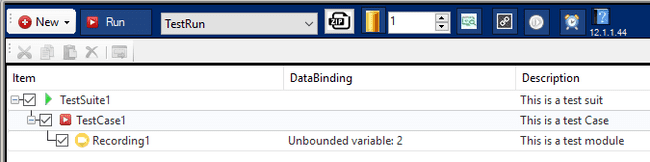 New Run TestRun ZIP 1 12.1.1.44
Item DataBinding Description
TestSuite1 This is a test suit
TestCase1 This is a test Case
Recording1 Unbounded variable: 2 This is a test module